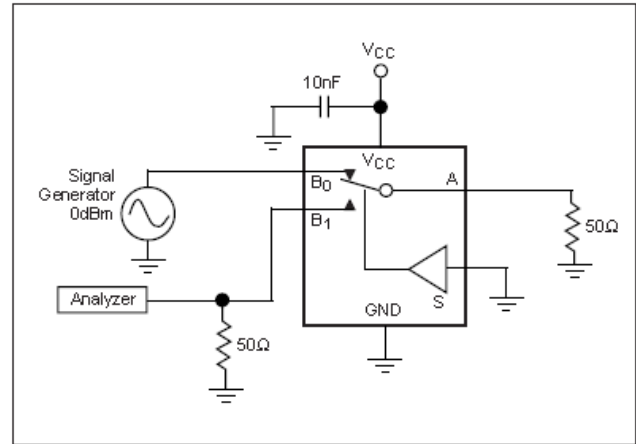 VCC
10nF
VCC
Signal
Generator
0dBm
B0
A
B1
50Ω
Analyzer
S
GND
50Ω